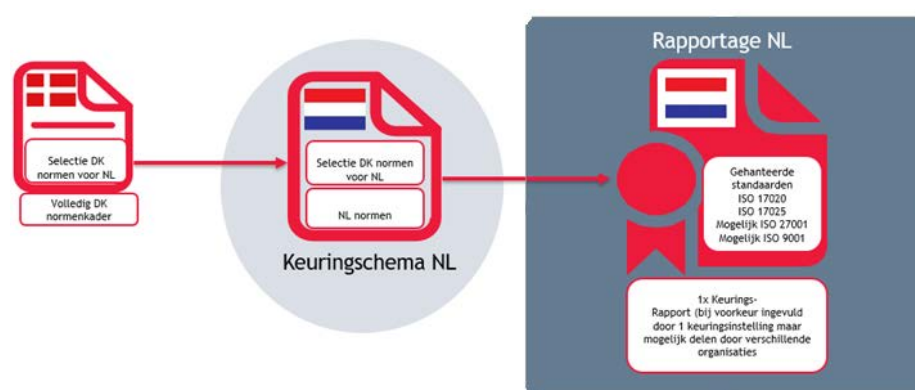 Selectie DK
normen voor NL
Volledig DK
normenkader
Selectie DK normen
voor NL
NL normen
Keuringschema NL
Rapportage NL
Gehanteerde
standaarden
ISO 17020
ISO 17025
Mogelijk ISO 27001
Mogelijk ISO 9001
1x Keurings-
Rapport (bij voorkeur ingevuld
door 1 keuringsinstelling maar
mogelijk delen door verschillende
organisaties